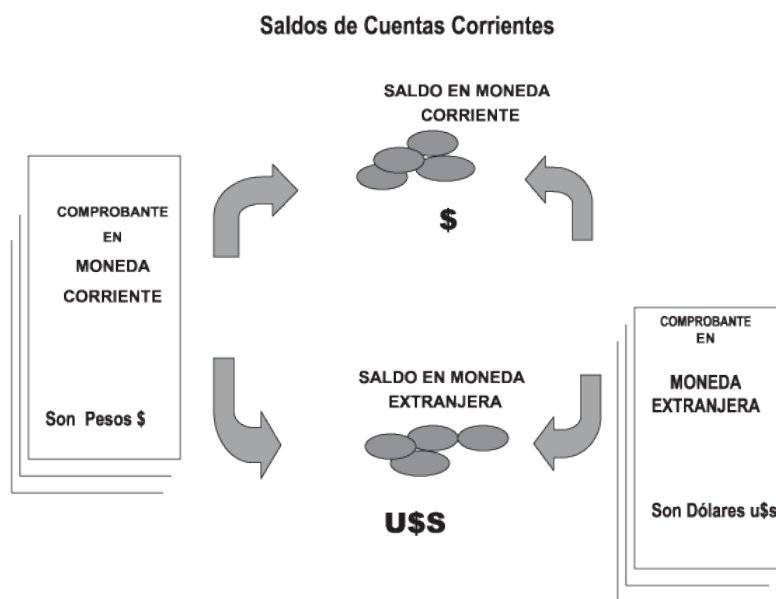 Saldos de Cuentas Corrientes
SALDO EN MONEDA
CORRIENTE
$
COMPROBANTE
EN
MONEDA
CORRIENTE
Son Pesos $
SALDO EN MONEDA
EXTRANJERA
U$S
COMPROBANTE
EN
MONEDA
EXTRANJERA
Son Dólares u$s